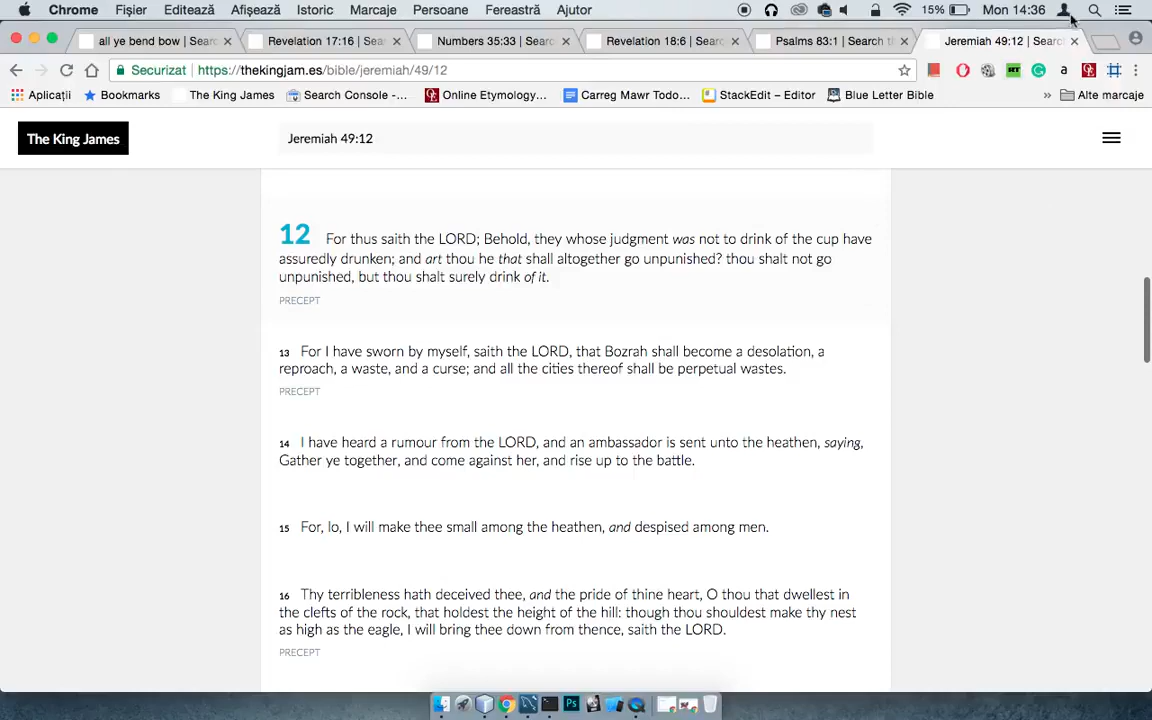 Chrome Fișier Editează Afișează Istoric Marcaje Persoane Fereastră Ajutor 15% Mon 14:36
all ye bend bow | Searc × Revelation 17:16 | Sear × Numbers 35:33 | Searc × Revelation 18:6 | Searc × Psalms 83:1 | Search th × Jeremiah 49:12 | Searc ×
Securizat https://thekingjam.es/bible/jeremiah/49/12
Aplicații Bookmarks The King James Search Console -... Online Etymology... Carreg Mawr Todo... StackEdit – Editor Blue Letter Bible » Alte marcaje
The King James Jeremiah 49:12
12 For thus saith the LORD; Behold, they whose judgment was not to drink of the cup have
assuredly drunken; and art thou he that shall altogether go unpunished? thou shalt not go
unpunished, but thou shalt surely drink of it.
PRECEPT
13 For I have sworn by myself, saith the LORD, that Bozrah shall become a desolation, a
reproach, a waste, and a curse; and all the cities thereof shall be perpetual wastes.
PRECEPT
14 I have heard a rumour from the LORD, and an ambassador is sent unto the heathen, saying,
Gather ye together, and come against her, and rise up to the battle.
15 For, lo, I will make thee small among the heathen, and despised among men.
16 Thy terribleness hath deceived thee, and the pride of thine heart, O thou that dwellest in
the clefts of the rock, that holdest the height of the hill: though thou shouldest make thy nest
as high as the eagle, I will bring thee down from thence, saith the LORD.
PRECEPT